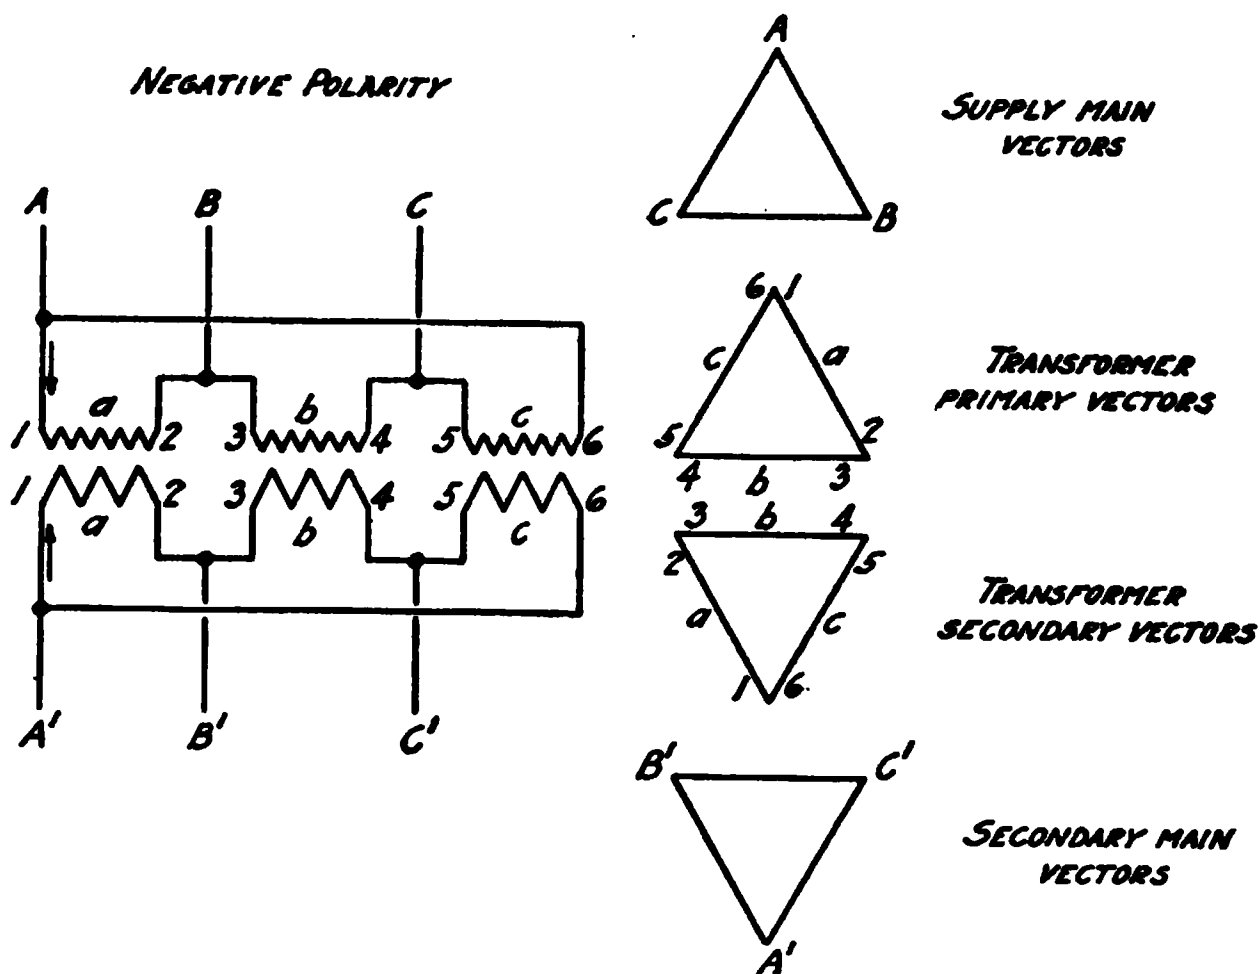 NEGATIVE POLARITY
A B C
1 a 2 3 b 4 5 c 6
1 a 2 3 b 4 5 c 6
A' B' C'
A
C B
SUPPLY MAIN
VECTORS
6 1
c a
5 2
4 b 3
TRANSFORMER
PRIMARY VECTORS
3 b 4
2 5
a c
1 6
TRANSFORMER
SECONDARY VECTORS
B' C'
A'
SECONDARY MAIN
VECTORS